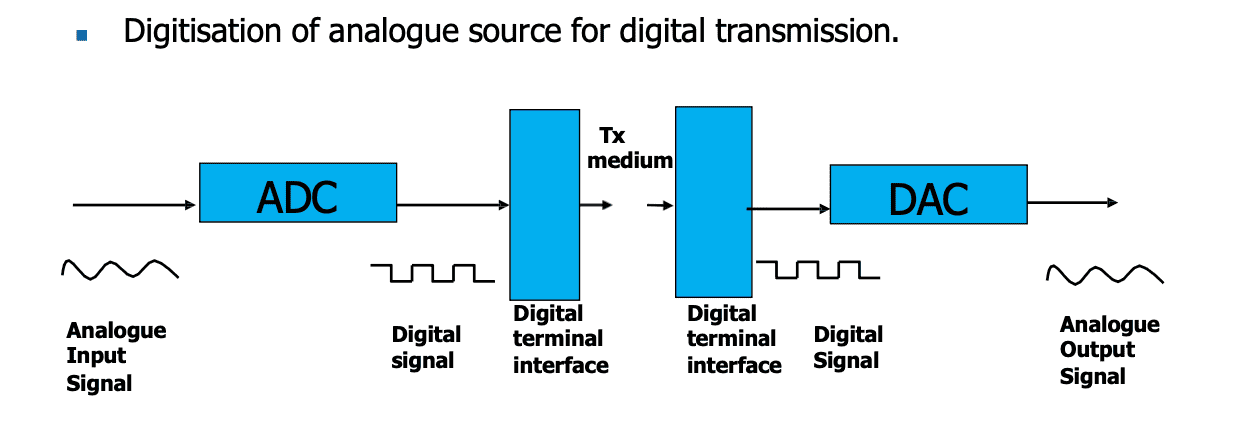 Digitisation of analogue source for digital transmission.
Tx
medium
ADC
DAC
Analogue
Input
Signal
Digital
signal
Digital
terminal
interface
Digital
terminal
interface
Digital
Signal
Analogue
Output
Signal